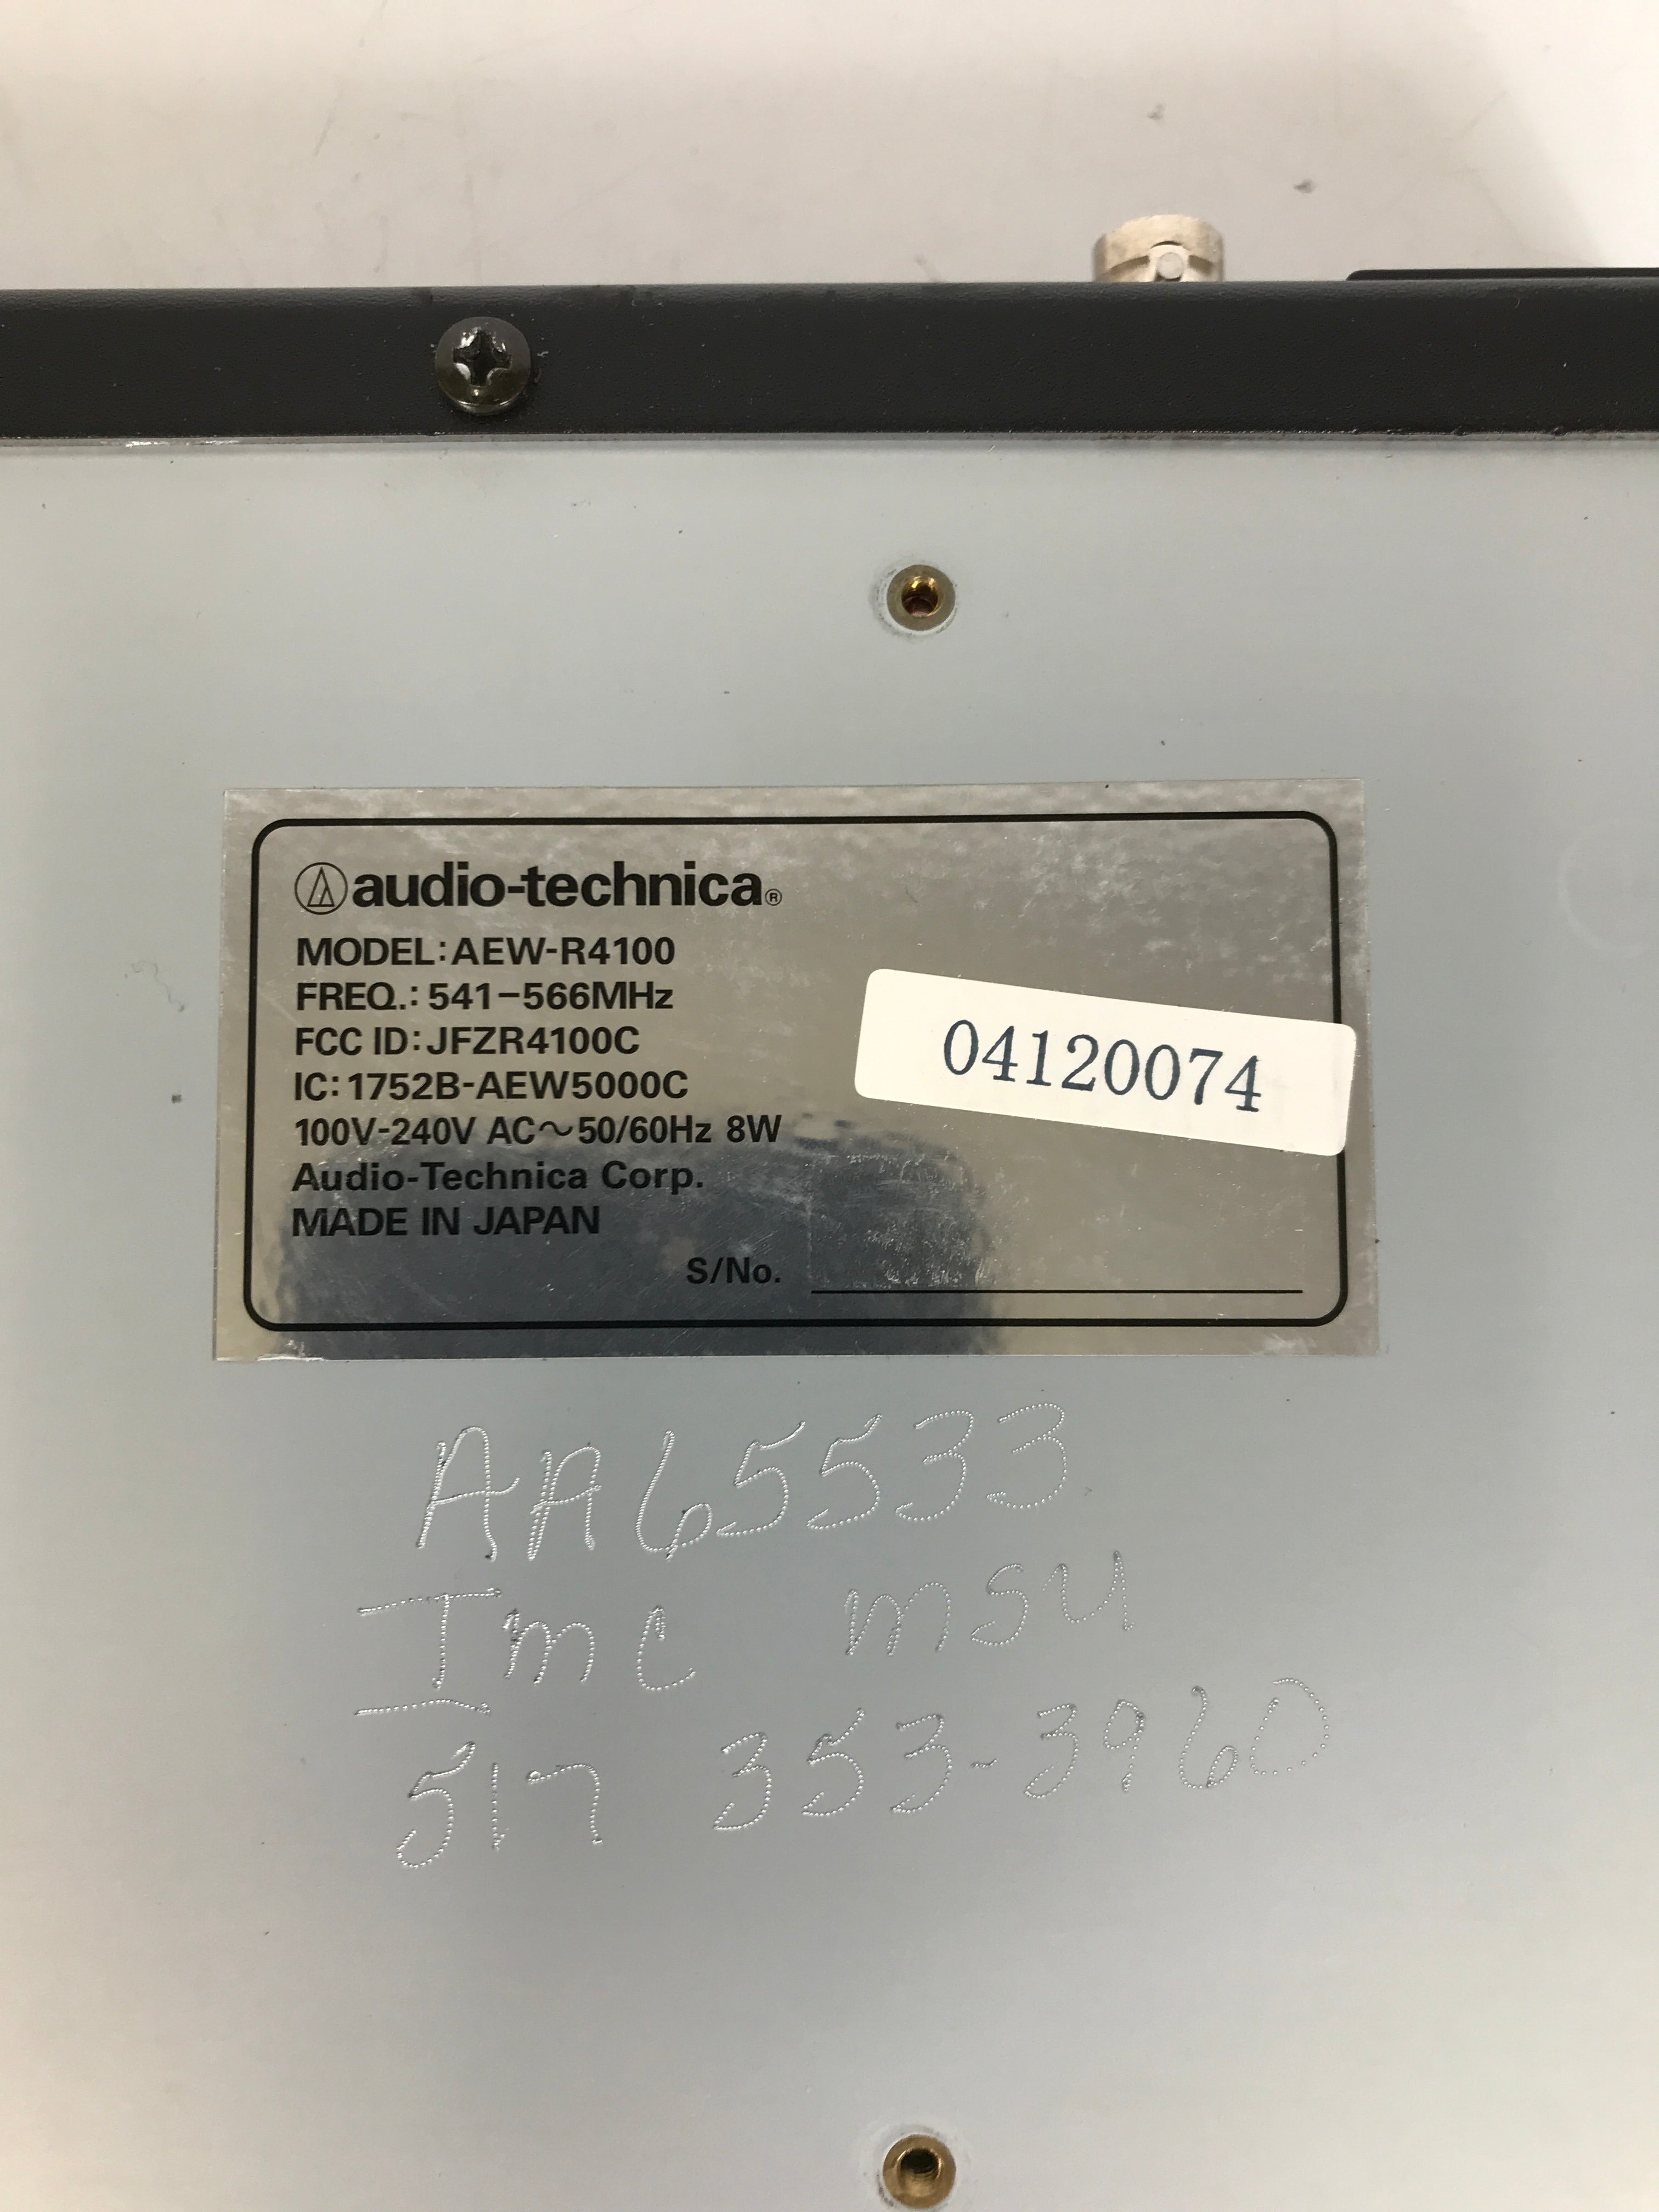 audio-technica®
MODEL: AEW-R4100
FREQ.: 541-566MHz
FCC ID: JFZR4100C
IC: 1752B-AEW5000C
100V-240V AC~50/60Hz 8W
Audio-Technica Corp.
MADE IN JAPAN
S/No.
04120074
AA65533
Imc msu
517 353-3960